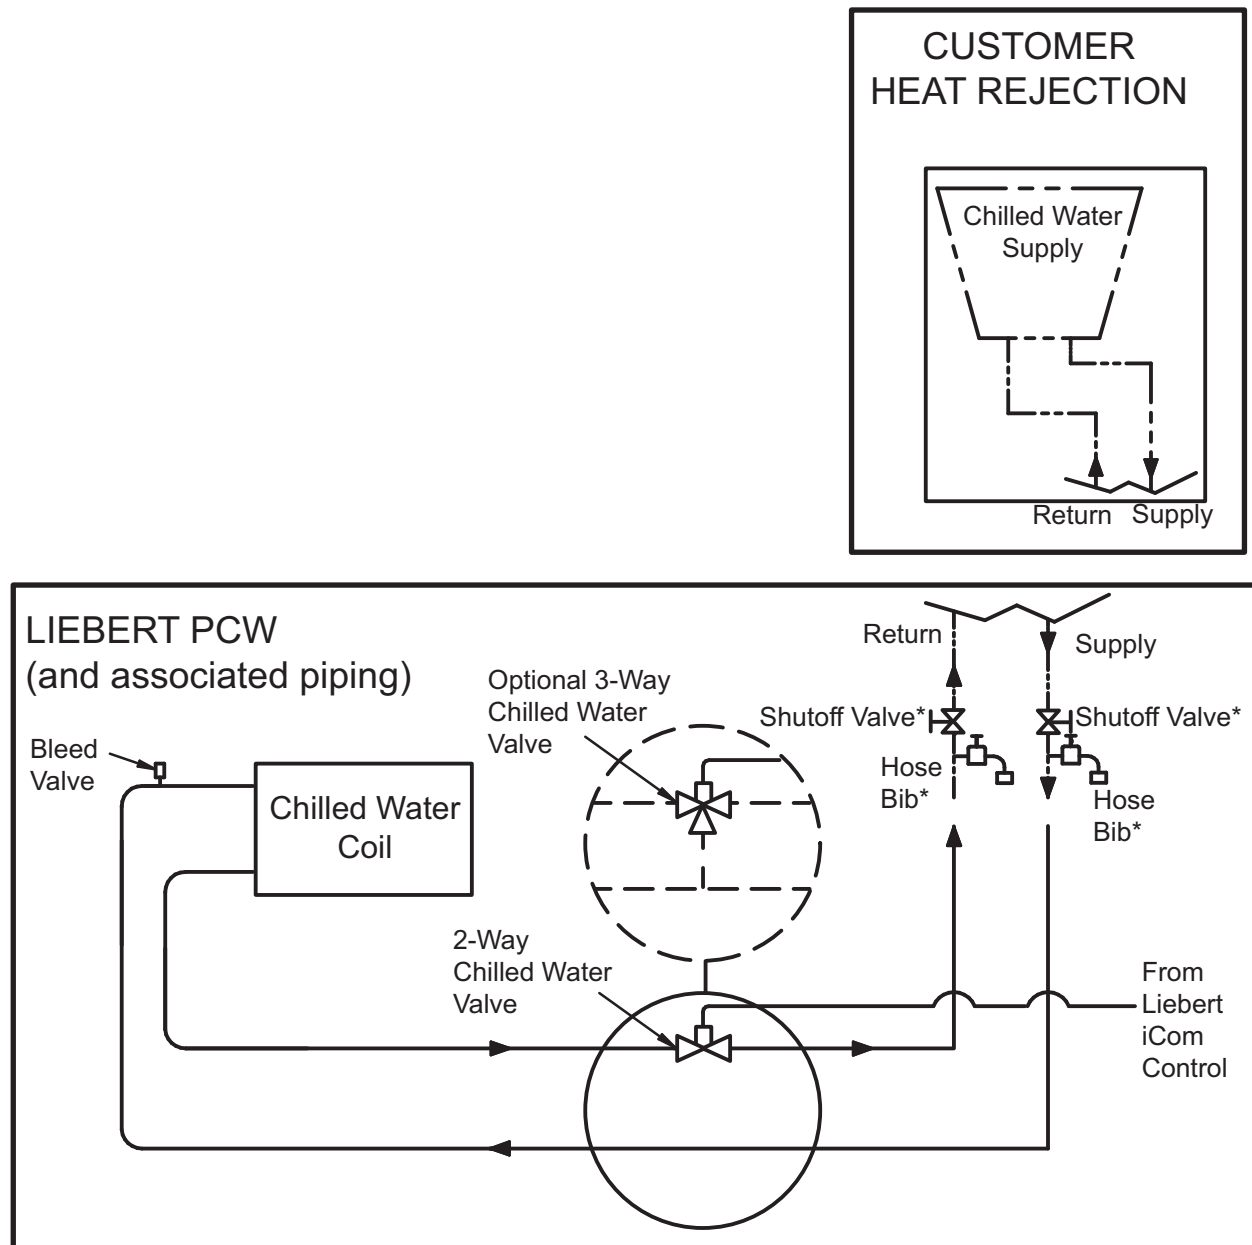 CUSTOMER
HEAT REJECTION
Chilled Water
Supply
Return
Supply
LIEBERT PCW
(and associated piping)
Return
Supply
Optional 3-Way
Chilled Water
Valve
Shutoff Valve*
Shutoff Valve*
Bleed
Valve
Hose
Bib*
Hose
Bib*
Chilled Water
Coil
2-Way
Chilled Water
Valve
From
Liebert
iCom
Control